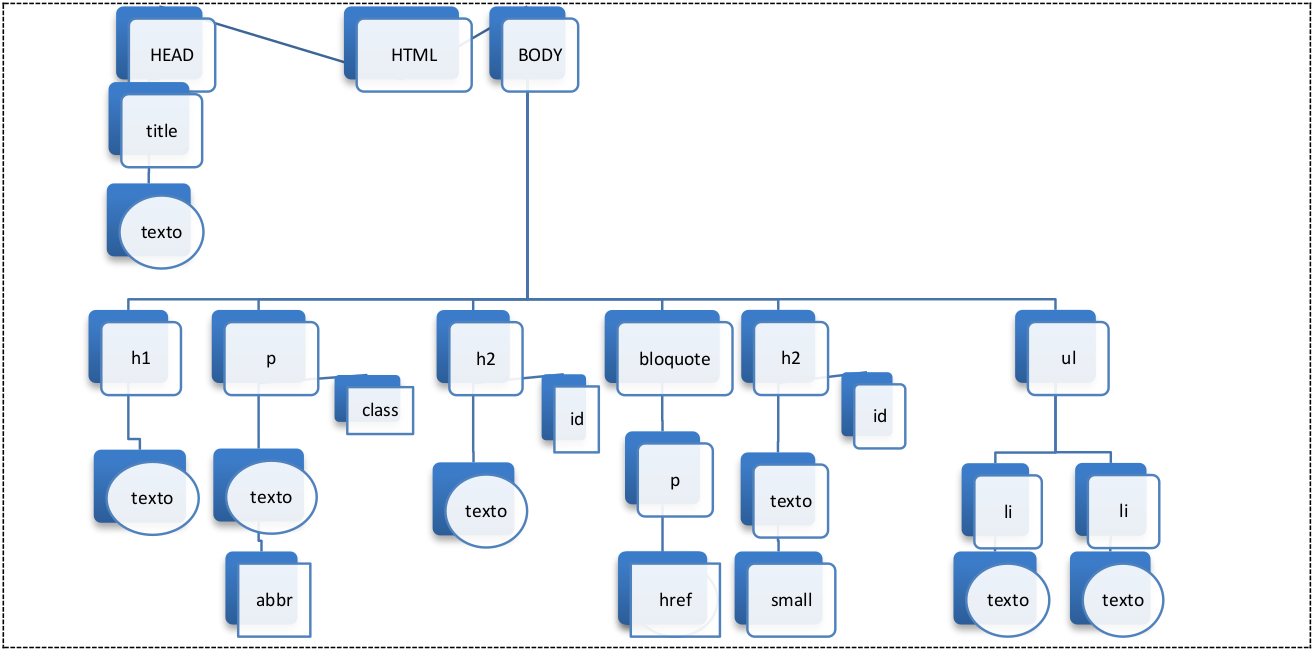 HEAD
HTML
BODY
title
texto
h1
p
h2
bloquote
h2
ul
class
id
id
texto
texto
texto
p
texto
li
li
abbr
href
small
texto
texto